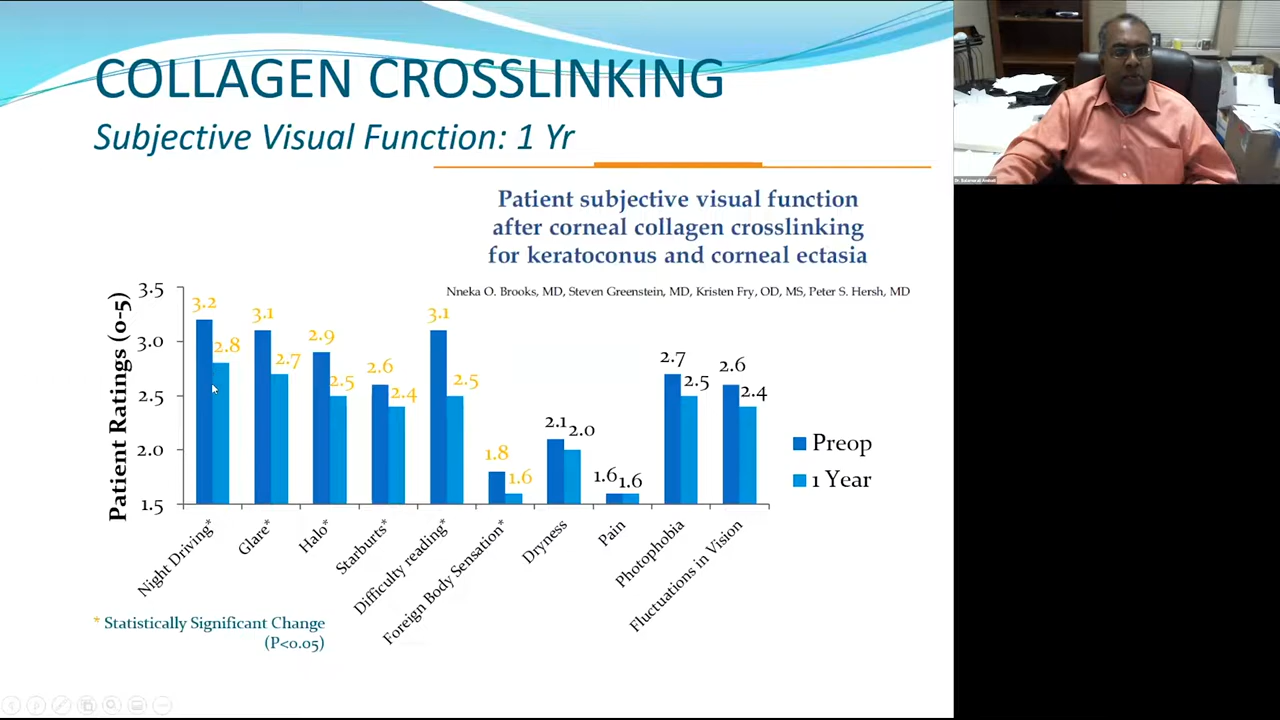 COLLAGEN CROSSLINKING
Subjective Visual Function: 1 Yr
Patient subjective visual function
after corneal collagen crosslinking
for keratoconus and corneal ectasia
Nneka O. Brooks, MD, Steven Greenstein, MD, Kristen Fry, OD, MS, Peter S. Hersh, MD
Patient Ratings (0-5)
3.5
3.0
2.5
2.0
1.5
3.2
2.8
3.1
2.7
2.9
2.5
2.6
2.4
3.1
2.5
1.8
1.6
2.1
2.0
1.6
1.6
2.7
2.5
2.6
2.4
Preop
1 Year
Night Driving*
Glare*
Halo*
Starburts*
Difficulty reading*
Foreign Body Sensation*
Dryness
Pain
Photophobia
Fluctuations in Vision
* Statistically Significant Change
(P<0.05)